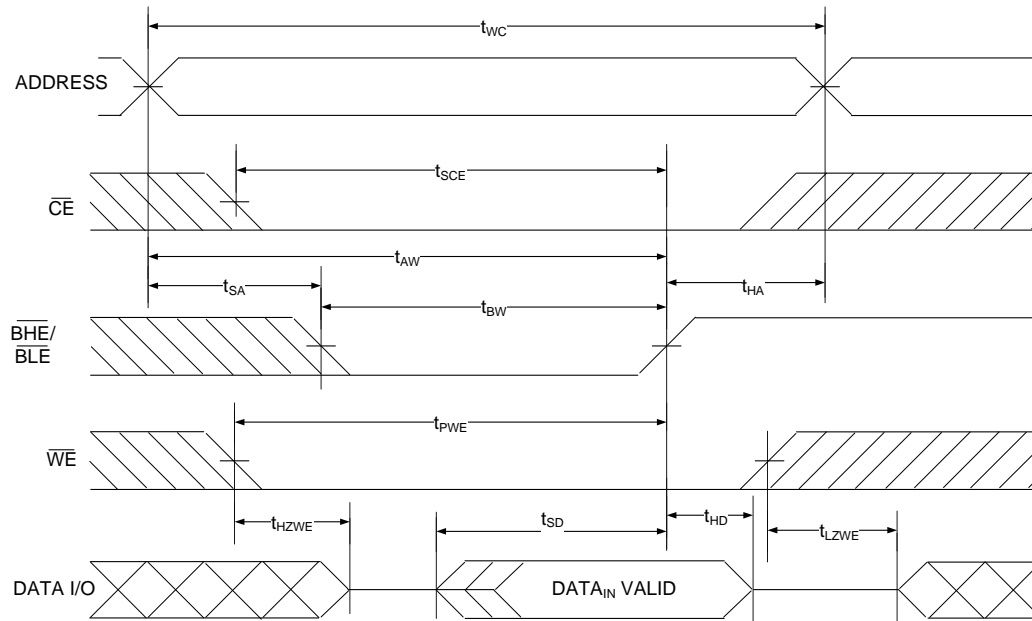 tWC
ADDRESS
tSCE
CE
tAW
tSA
tHA
tBW
BHE/
BLE
tPWE
WE
tHZWE
tSD
tHD
tLZWE
DATA I/O
DATAIN VALID